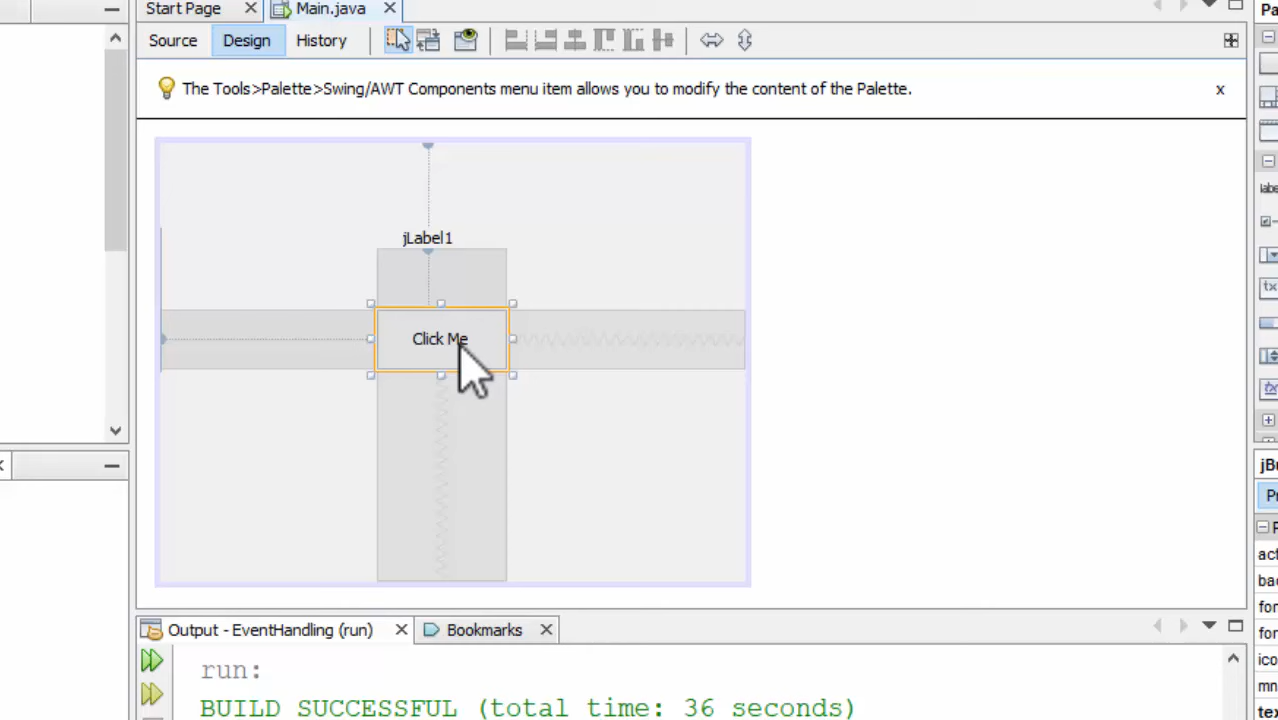 Start Page
Main.java
Source
Design
History
The Tools>Palette>Swing/AWT Components menu item allows you to modify the content of the Palette.
x
jLabel1
Click Me
Output - EventHandling (run)
Bookmarks
run:
BUILD SUCCESSFUL (total time: 36 seconds)